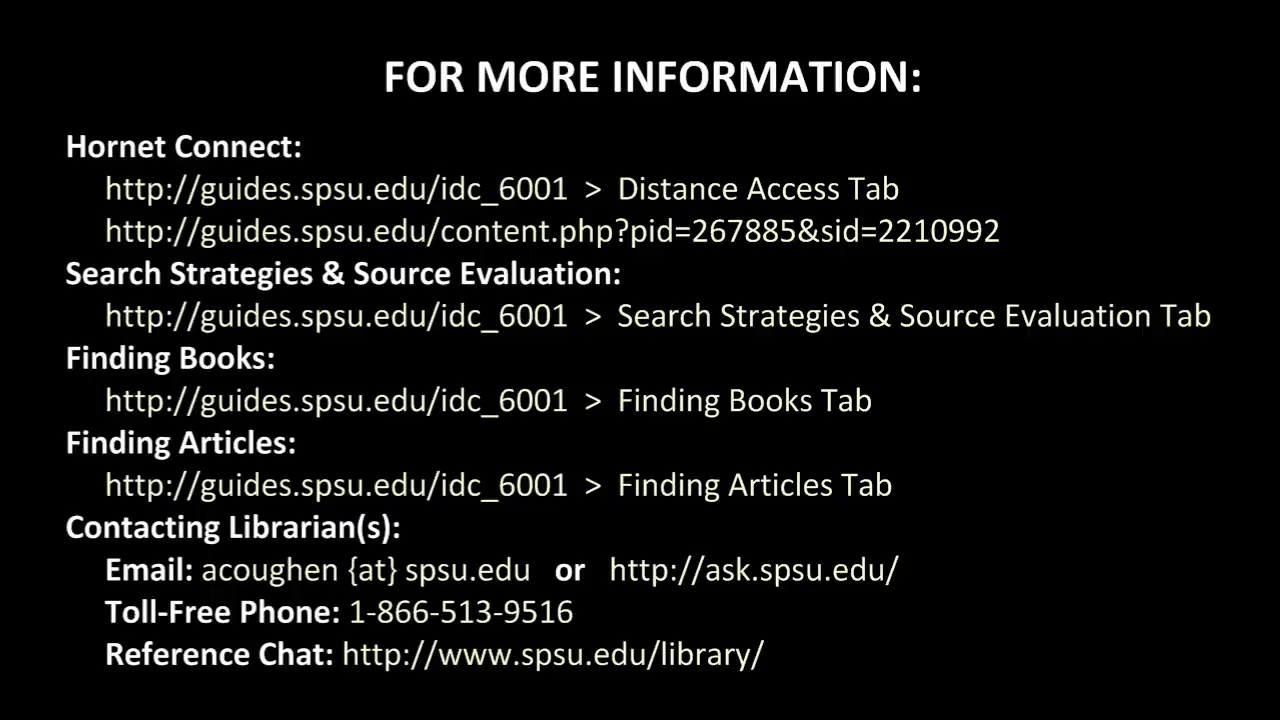 FOR MORE INFORMATION:
Hornet Connect:
http://guides.spsu.edu/idc_6001 > Distance Access Tab
http://guides.spsu.edu/content.php?pid=267885&sid=2210992
Search Strategies & Source Evaluation:
http://guides.spsu.edu/idc_6001 > Search Strategies & Source Evaluation Tab
Finding Books:
http://guides.spsu.edu/idc_6001 > Finding Books Tab
Finding Articles:
http://guides.spsu.edu/idc_6001 > Finding Articles Tab
Contacting Librarian(s):
Email: acoughen {at} spsu.edu or http://ask.spsu.edu/
Toll-Free Phone: 1-866-513-9516
Reference Chat: http://www.spsu.edu/library/